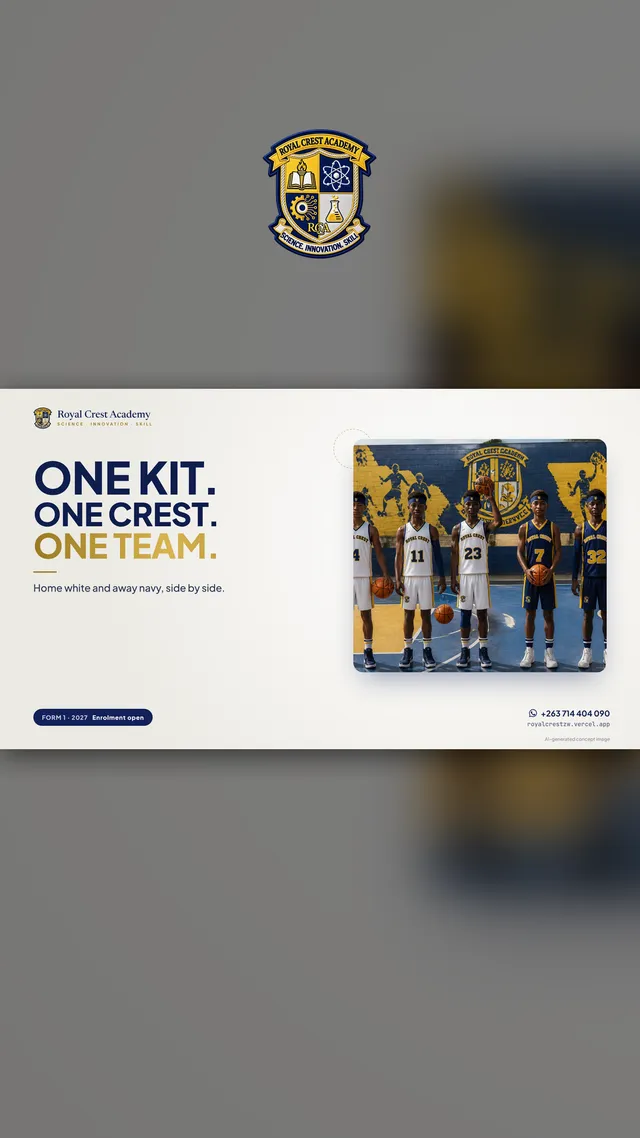 ROYAL CREST ACADEMY
RCA
SCIENCE. INNOVATION. SKILL
Royal Crest Academy
SCIENCE · INNOVATION · SKILL
ONE KIT.
ONE CREST.
ONE TEAM.
Home white and away navy, side by side.
ROYAL CREST ACADEMY
4
11
23
7
32
FORM 1 · 2027 Enrolment open
+263 714 404 090
royalcrestzw.vercel.app
AI-generated concept image